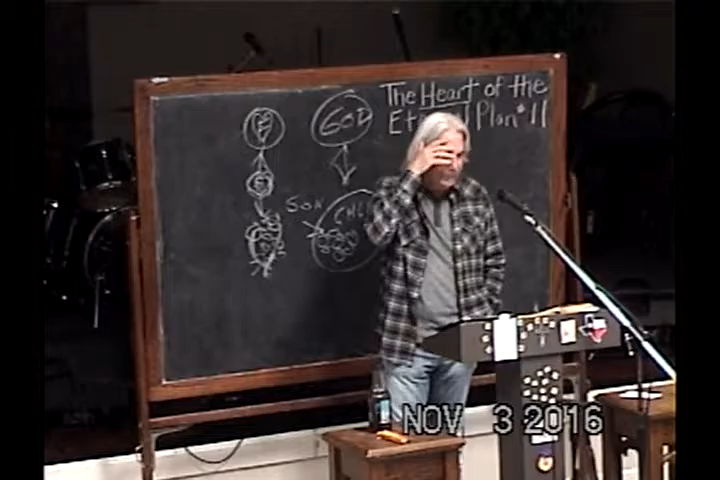 The Heart of the
Plan #11
GOD
SON
NOV 3 2016